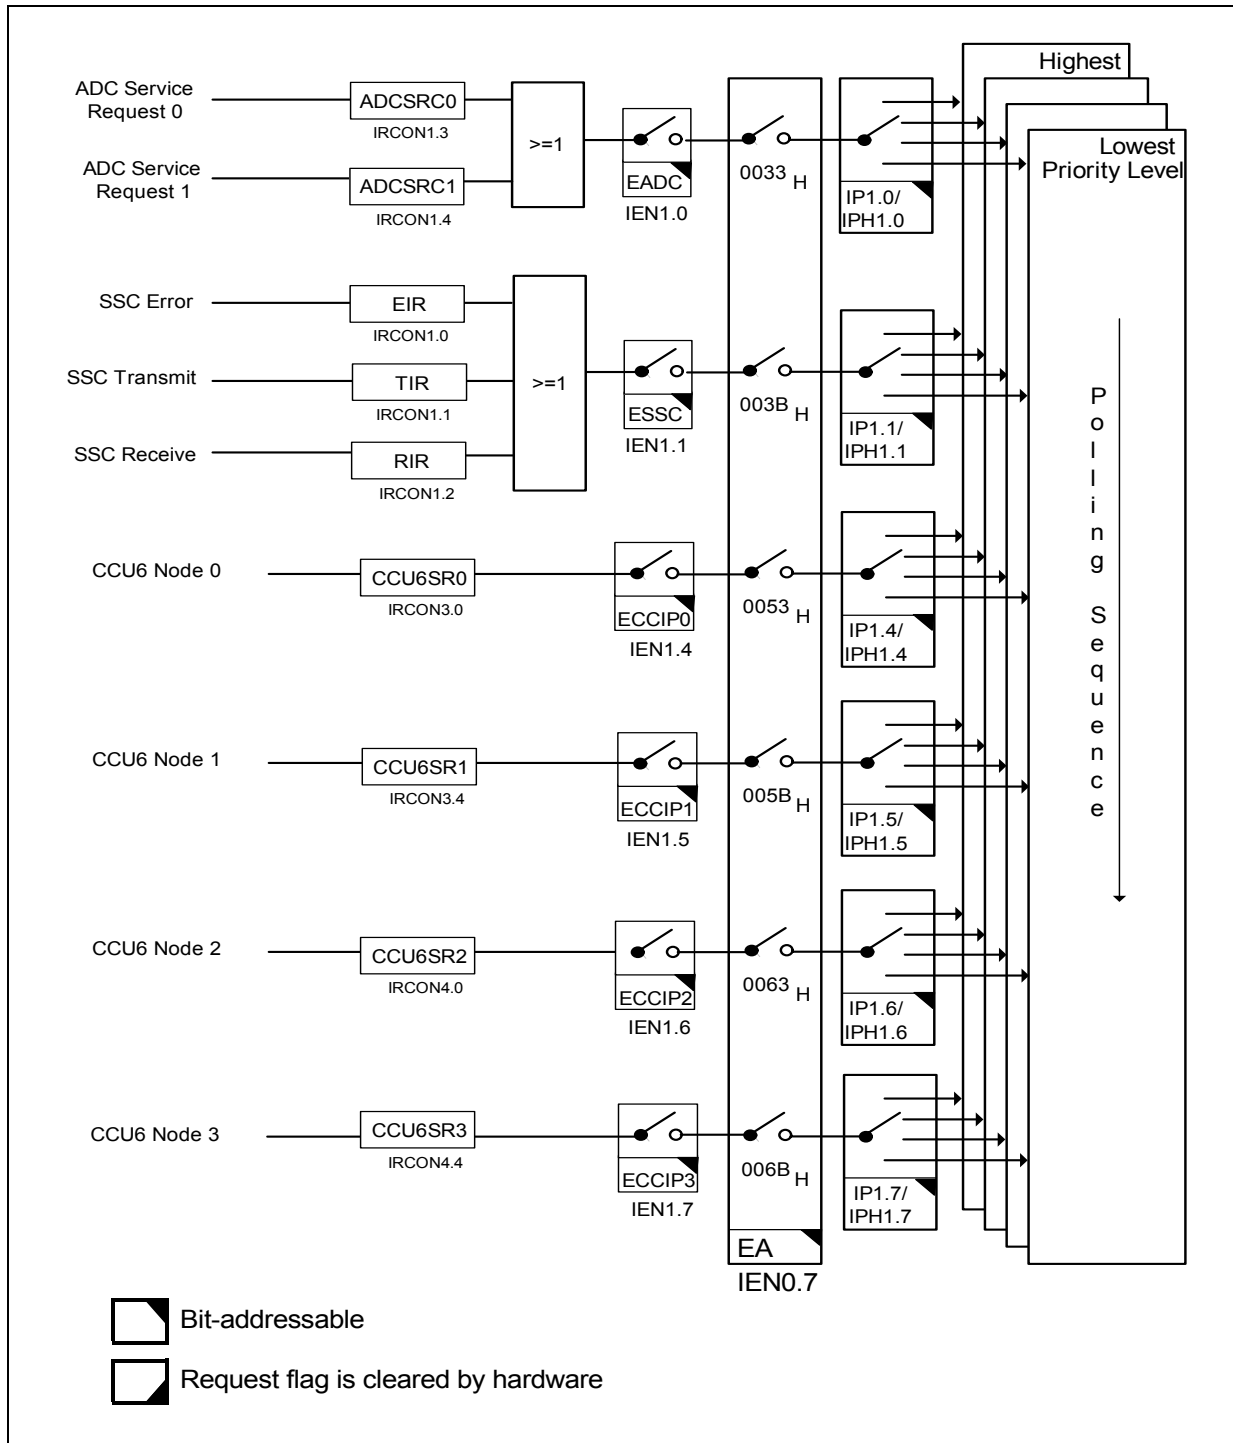 Highest
Lowest
Priority Level
ADC Service
Request 0
ADCSRC0
IRCON1.3
ADC Service
Request 1
ADCSRC1
IRCON1.4
>=1
EADC
IEN1.0
0033 H
IP1.0/
IPH1.0
SSC Error
EIR
IRCON1.0
SSC Transmit
TIR
IRCON1.1
SSC Receive
RIR
IRCON1.2
>=1
ESSC
IEN1.1
003B H
IP1.1/
IPH1.1
CCU6 Node 0
CCU6SR0
IRCON3.0
ECCIP0
IEN1.4
0053 H
IP1.4/
IPH1.4
CCU6 Node 1
CCU6SR1
IRCON3.4
ECCIP1
IEN1.5
005B H
IP1.5/
IPH1.5
CCU6 Node 2
CCU6SR2
IRCON4.0
ECCIP2
IEN1.6
0063 H
IP1.6/
IPH1.6
CCU6 Node 3
CCU6SR3
IRCON4.4
ECCIP3
IEN1.7
006B H
IP1.7/
IPH1.7
EA
IEN0.7
Polling Sequence
Bit-addressable
Request flag is cleared by hardware